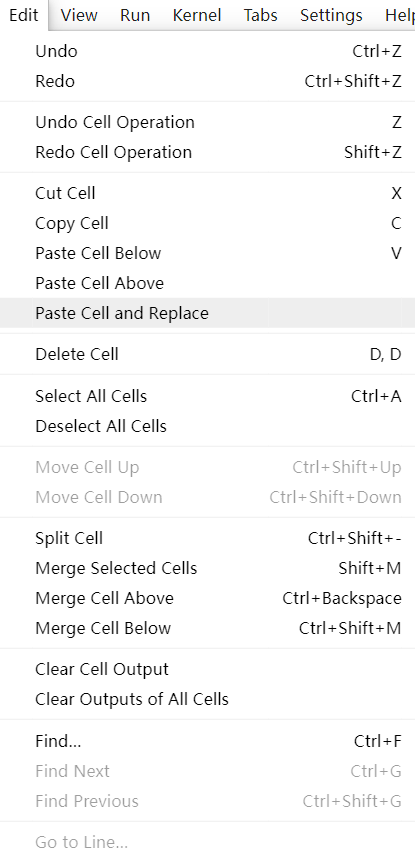 Edit View Run Kernel Tabs Settings Help
Undo Ctrl+Z
Redo Ctrl+Shift+Z
Undo Cell Operation Z
Redo Cell Operation Shift+Z
Cut Cell X
Copy Cell C
Paste Cell Below V
Paste Cell Above
Paste Cell and Replace
Delete Cell D, D
Select All Cells Ctrl+A
Deselect All Cells
Move Cell Up Ctrl+Shift+Up
Move Cell Down Ctrl+Shift+Down
Split Cell Ctrl+Shift+-
Merge Selected Cells Shift+M
Merge Cell Above Ctrl+Backspace
Merge Cell Below Ctrl+Shift+M
Clear Cell Output
Clear Outputs of All Cells
Find... Ctrl+F
Find Next Ctrl+G
Find Previous Ctrl+Shift+G
Go to Line...